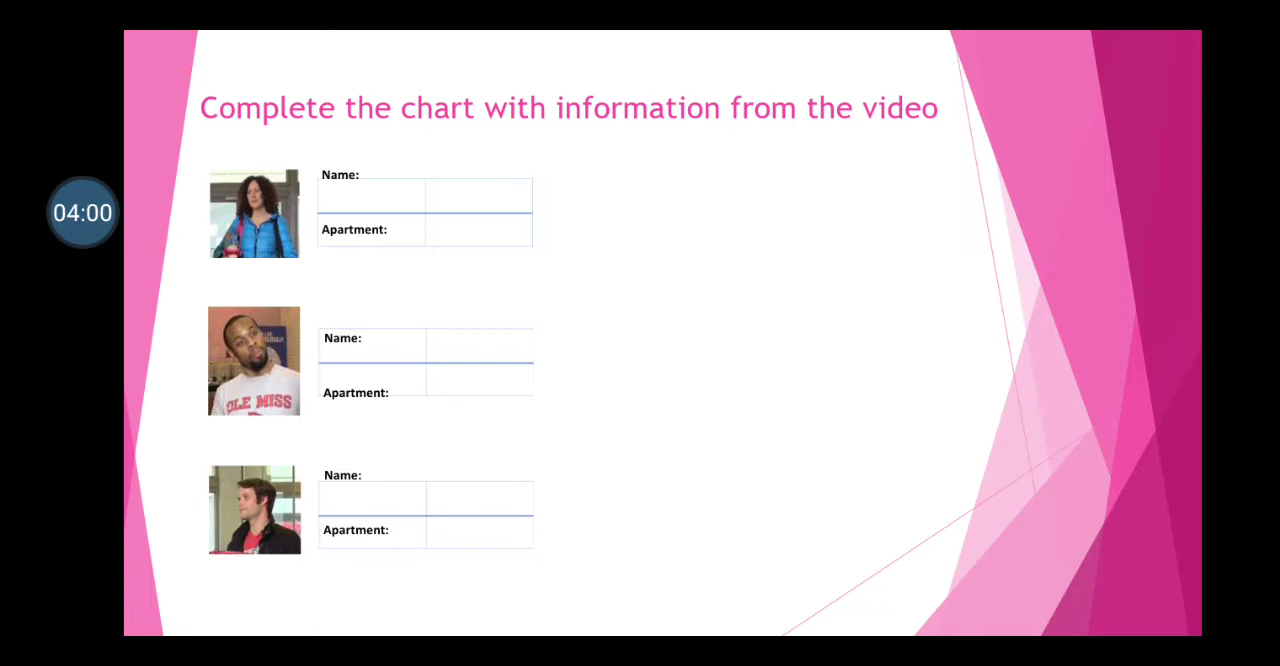 Complete the chart with information from the video
04:00
Name:
Apartment:
Name:
OLE MISS
Apartment:
Name:
Apartment: